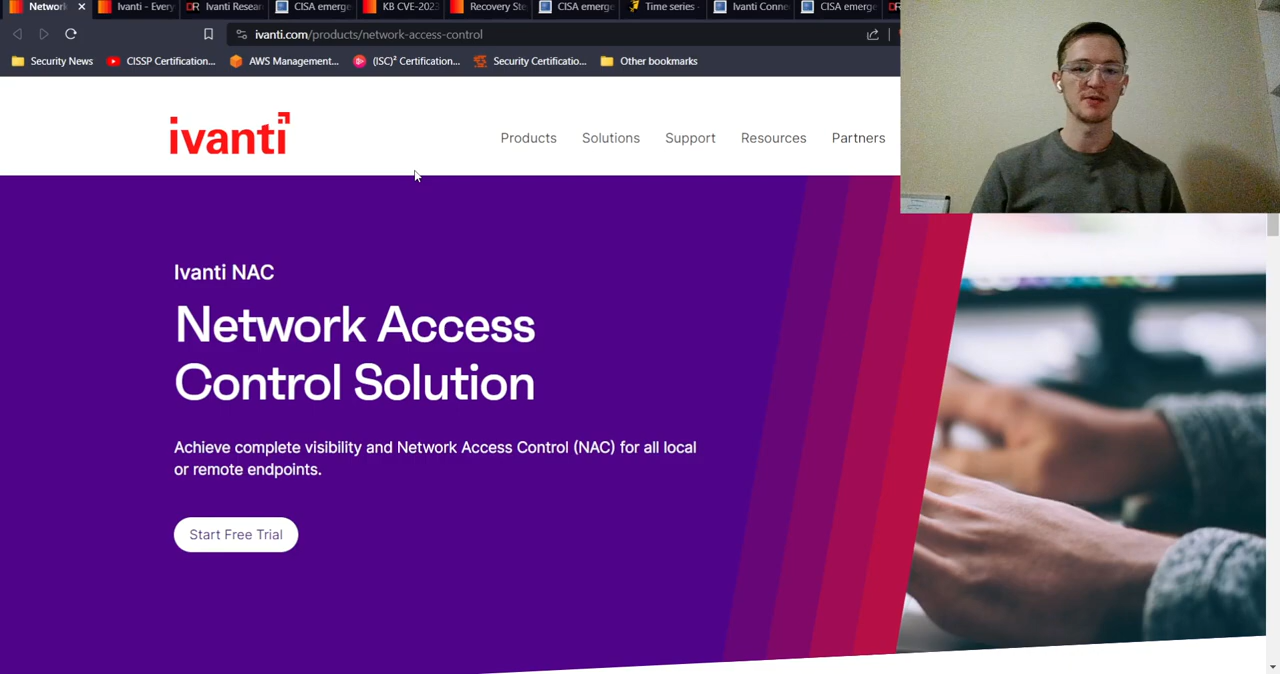 Network
Ivanti - Every
Ivanti Resear
CISA emerge
KB CVE-2023
Recovery Ste
CISA emerge
Time series -
Ivanti Conne
CISA emerge
ivanti.com/products/network-access-control
Security News
CISSP Certification...
AWS Management...
(ISC)² Certification...
Security Certificatio...
Other bookmarks
ivanti
Products
Solutions
Support
Resources
Partners
Ivanti NAC
Network Access
Control Solution
Achieve complete visibility and Network Access Control (NAC) for all local
or remote endpoints.
Start Free Trial